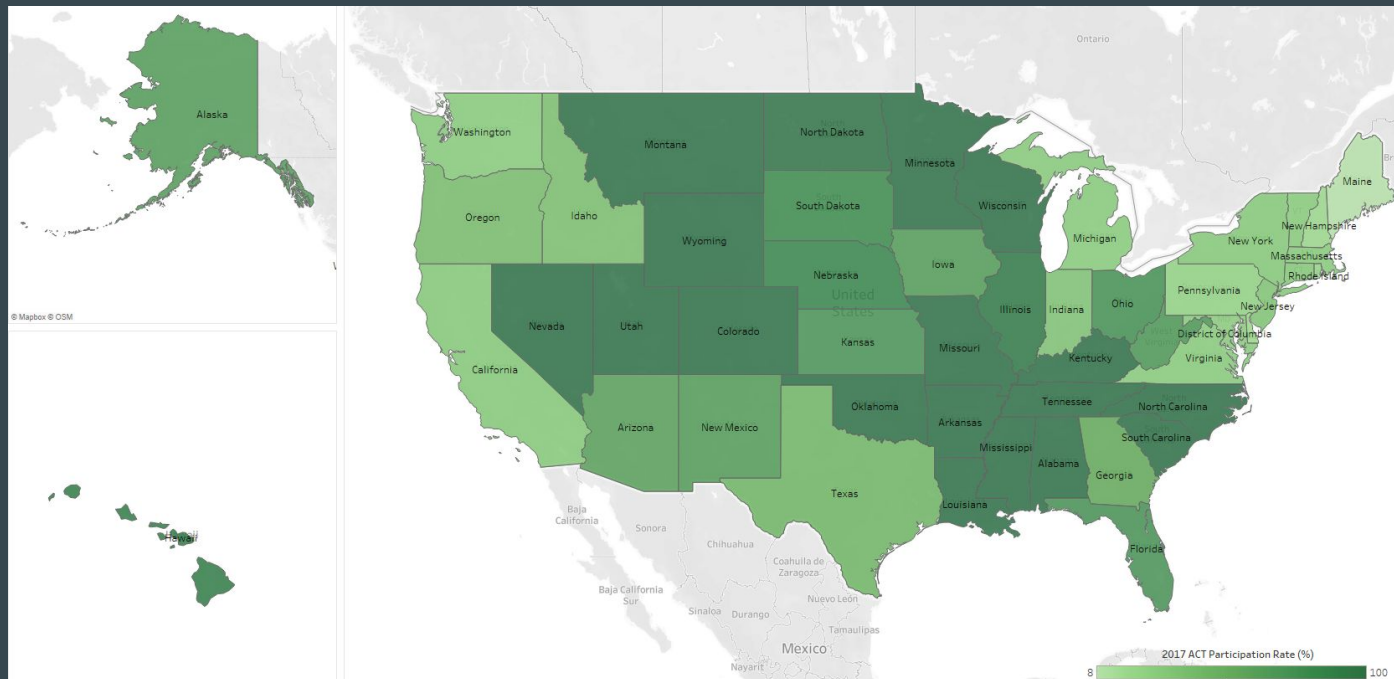 Alaska
© Mapbox © OSM
Hawaii
Ontario
Washington
Montana
North Dakota
Minnesota
Maine
Oregon
Idaho
South Dakota
Wisconsin
Wyoming
Michigan
New Hampshire
New York
Massachusetts
Iowa
Nebraska
Rhode Island
United
States
Pennsylvania
Nevada
Utah
Colorado
Illinois
Indiana
Ohio
New Jersey
Kansas
Missouri
District of Columbia
Kentucky
Virginia
California
Tennessee
North Carolina
Arizona
New Mexico
Oklahoma
Arkansas
South Carolina
Mississippi
Alabama
Georgia
Texas
Louisiana
Florida
Baja
California
Sonora
Chihuahua
Coahuila de
Zaragoza
Baja California
Sur
Sinaloa
Durango
Nuevo León
Tamaulipas
Mexico
Nayarit
2017 ACT Participation Rate (%)
8
100